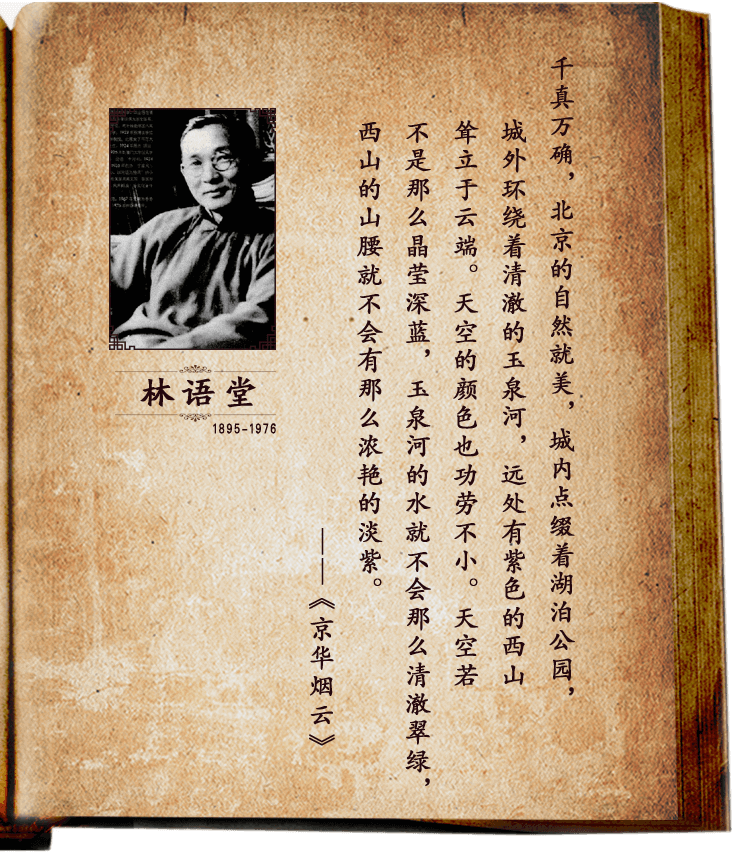 千真万确，北京的自然就美，城内点缀着湖泊公园，
城外环绕着清澈的玉泉河，远处有紫色的西山
耸立于云端。天空的颜色也功劳不小。天空若
不是那么晶莹深蓝，玉泉河的水就不会那么清澈翠绿，
西山的山腰就不会有那么浓艳的淡紫。
——《京华烟云》
林语堂
1895-1976